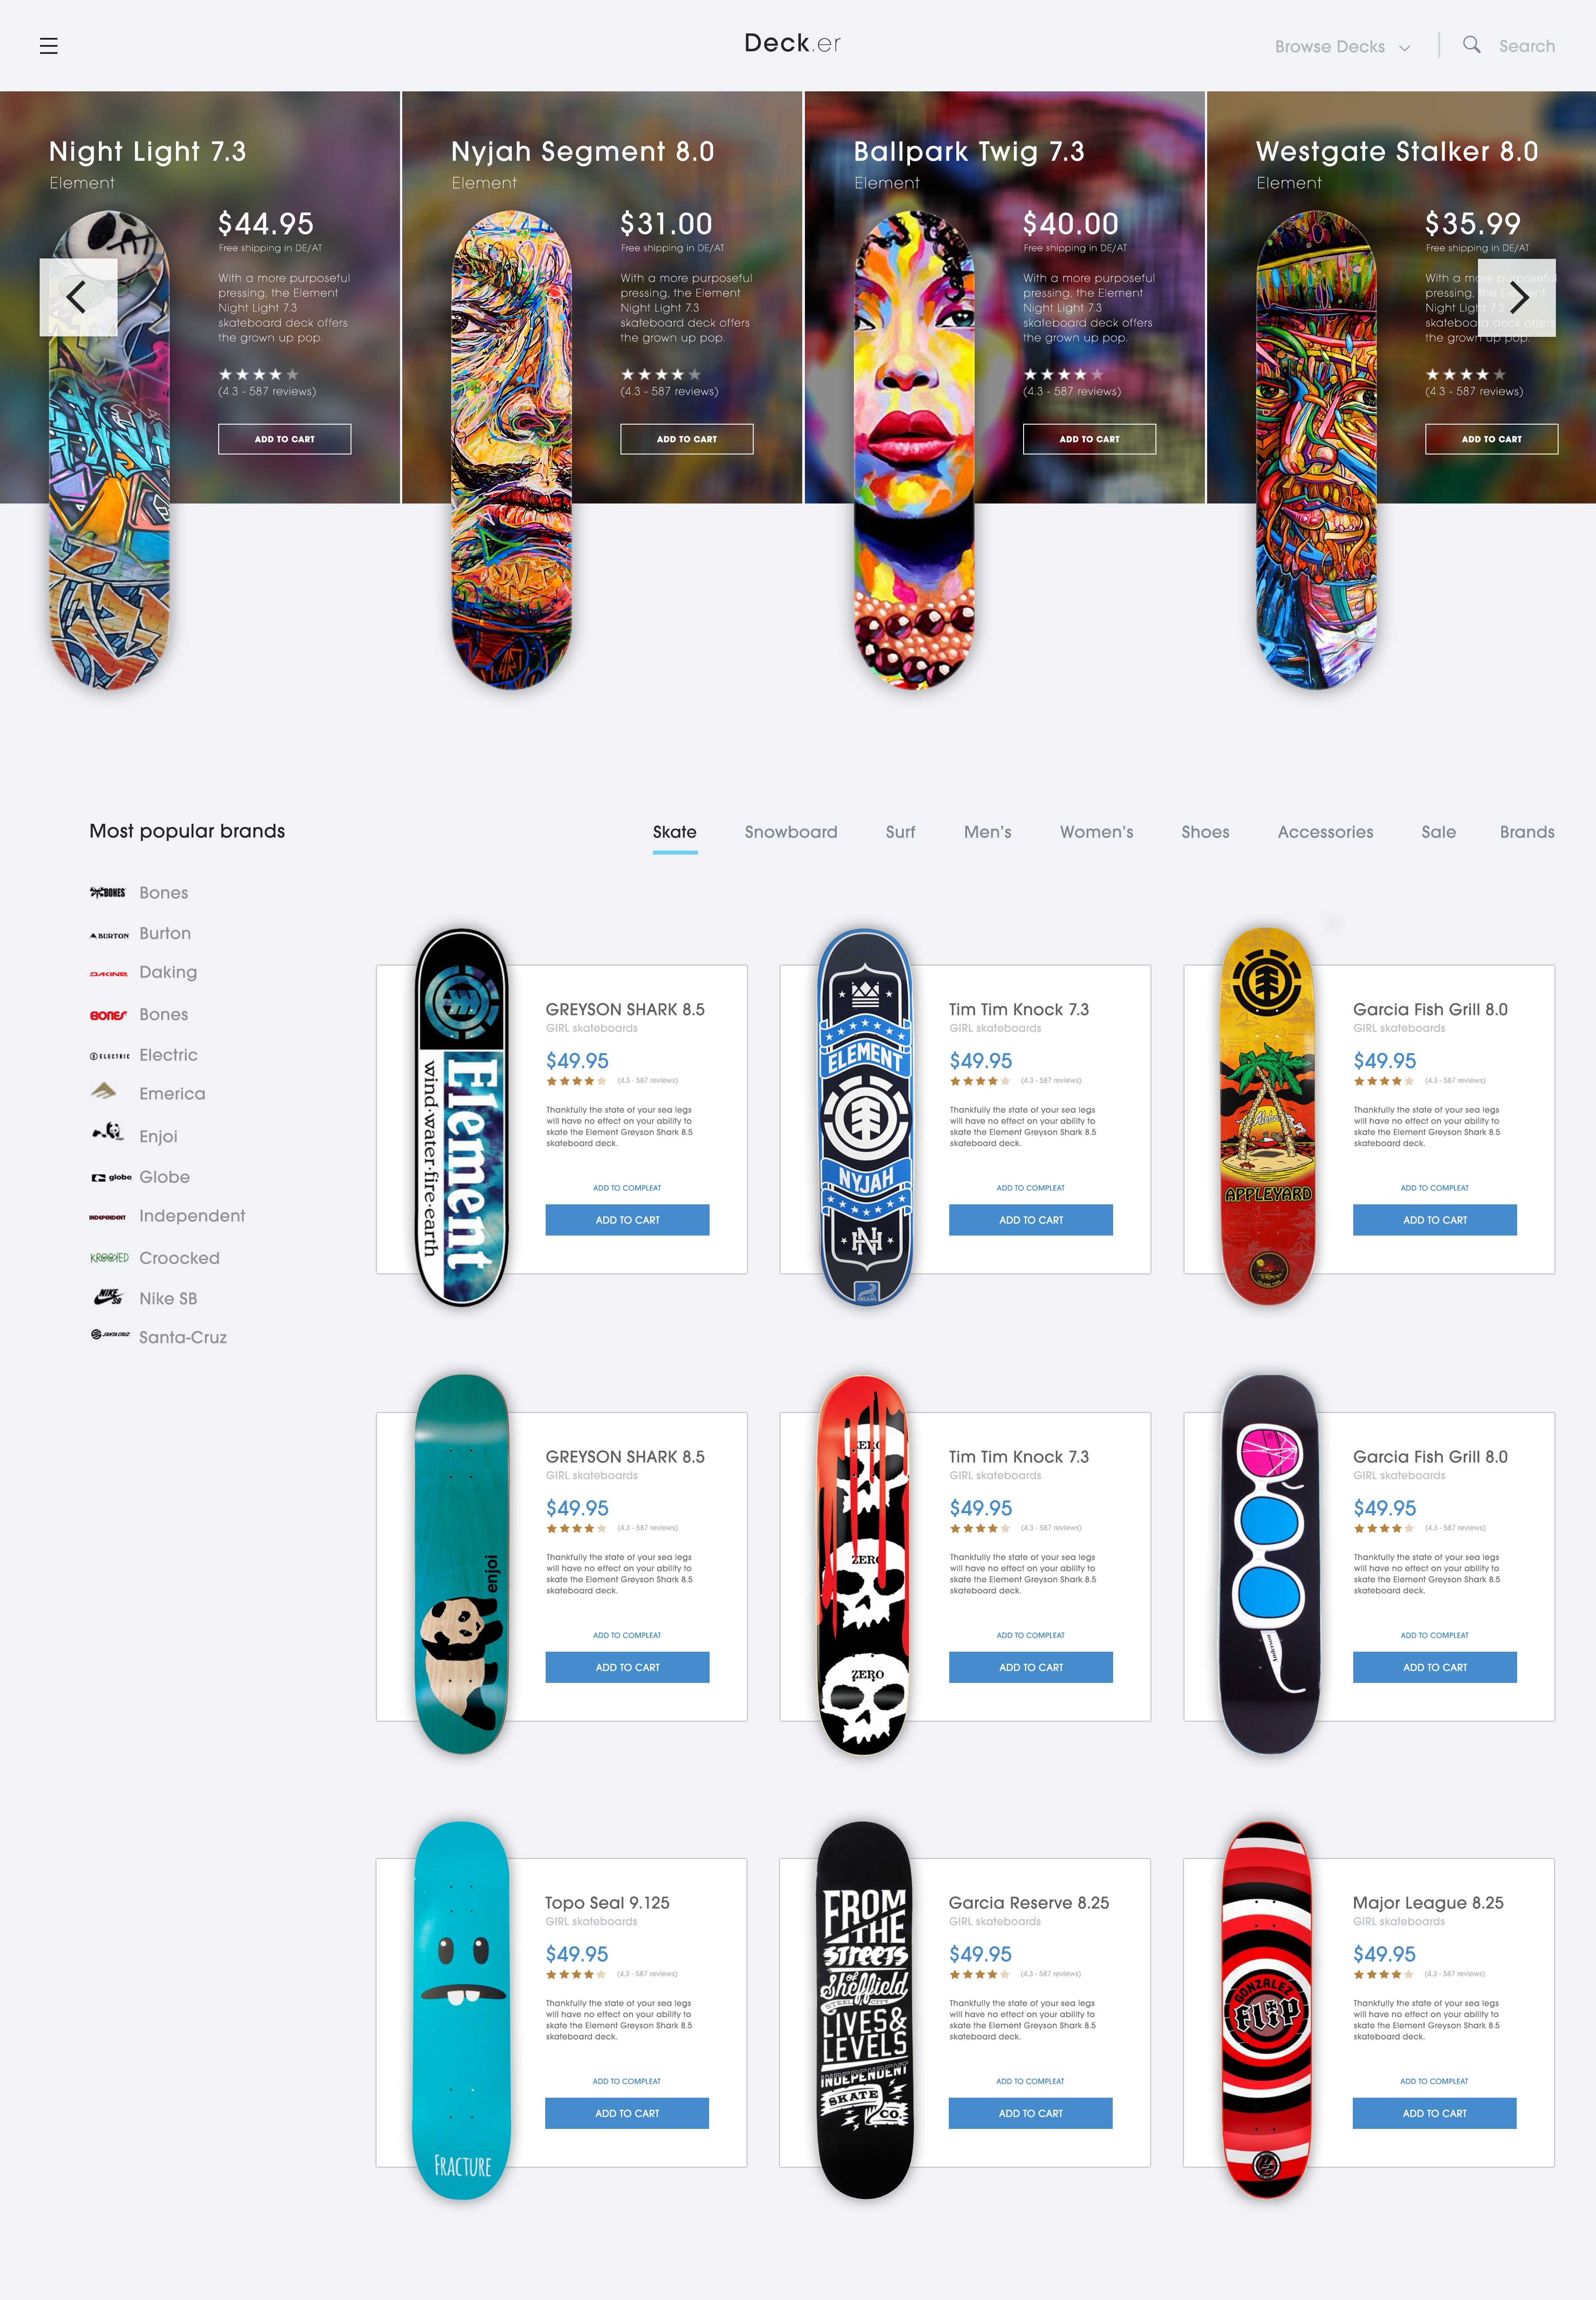 Deck.er
Browse Decks
Search
Night Light 7.3
Element
$44.95
Free shipping in DE/AT
With a more purposeful
pressing, the Element
Night Light 7.3
skateboard deck offers
the grown up pop.
(4.3 - 587 reviews)
ADD TO CART
Nyjah Segment 8.0
Element
$31.00
Free shipping in DE/AT
With a more purposeful
pressing, the Element
Night Light 7.3
skateboard deck offers
the grown up pop.
(4.3 - 587 reviews)
ADD TO CART
Ballpark Twig 7.3
Element
$40.00
Free shipping in DE/AT
With a more purposeful
pressing, the Element
Night Light 7.3
skateboard deck offers
the grown up pop.
(4.3 - 587 reviews)
ADD TO CART
Westgate Stalker 8.0
Element
$35.99
Free shipping in DE/AT
With a more purposeful
pressing, the Element
Night Light 7.3
skateboard deck offers
the grown up pop.
(4.3 - 587 reviews)
ADD TO CART
Most popular brands
BONES Bones
BURTON Burton
DAKINE Daking
BONES Bones
ELECTRIC Electric
Emerica
Enjoi
globe Globe
INDEPENDENT Independent
KROOKED Croocked
NIKE SB Nike SB
SANTA CRUZ Santa-Cruz
Skate
Snowboard
Surf
Men's
Women's
Shoes
Accessories
Sale
Brands
Element
wind·water·fire·earth
GREYSON SHARK 8.5
GIRL skateboards
$49.95
(4.3 - 587 reviews)
Thankfully the state of your sea legs
will have no effect on your ability to
skate the Element Greyson Shark 8.5
skateboard deck.
ADD TO COMPLEAT
ADD TO CART
ELEMENT
NYJAH
NH
Tim Tim Knock 7.3
GIRL skateboards
$49.95
(4.3 - 587 reviews)
Thankfully the state of your sea legs
will have no effect on your ability to
skate the Element Greyson Shark 8.5
skateboard deck.
ADD TO COMPLEAT
ADD TO CART
APPLEYARD
Garcia Fish Grill 8.0
GIRL skateboards
$49.95
(4.3 - 587 reviews)
Thankfully the state of your sea legs
will have no effect on your ability to
skate the Element Greyson Shark 8.5
skateboard deck.
ADD TO COMPLEAT
ADD TO CART
enjoi
GREYSON SHARK 8.5
GIRL skateboards
$49.95
(4.3 - 587 reviews)
Thankfully the state of your sea legs
will have no effect on your ability to
skate the Element Greyson Shark 8.5
skateboard deck.
ADD TO COMPLEAT
ADD TO CART
ZERO
ZERO
ZERO
Tim Tim Knock 7.3
GIRL skateboards
$49.95
(4.3 - 587 reviews)
Thankfully the state of your sea legs
will have no effect on your ability to
skate the Element Greyson Shark 8.5
skateboard deck.
ADD TO COMPLEAT
ADD TO CART
Garcia Fish Grill 8.0
GIRL skateboards
$49.95
(4.3 - 587 reviews)
Thankfully the state of your sea legs
will have no effect on your ability to
skate the Element Greyson Shark 8.5
skateboard deck.
ADD TO COMPLEAT
ADD TO CART
FRACTURE
Topo Seal 9.125
GIRL skateboards
$49.95
(4.3 - 587 reviews)
Thankfully the state of your sea legs
will have no effect on your ability to
skate the Element Greyson Shark 8.5
skateboard deck.
ADD TO COMPLEAT
ADD TO CART
FROM
THE
STREETS
of
Sheffield
STEEL CITY
LIVES&
LEVELS
INDEPENDENT
SKATE
CO.
Garcia Reserve 8.25
GIRL skateboards
$49.95
(4.3 - 587 reviews)
Thankfully the state of your sea legs
will have no effect on your ability to
skate the Element Greyson Shark 8.5
skateboard deck.
ADD TO COMPLEAT
ADD TO CART
GONZALEZ
FLIP
Major League 8.25
GIRL skateboards
$49.95
(4.3 - 587 reviews)
Thankfully the state of your sea legs
will have no effect on your ability to
skate the Element Greyson Shark 8.5
skateboard deck.
ADD TO COMPLEAT
ADD TO CART